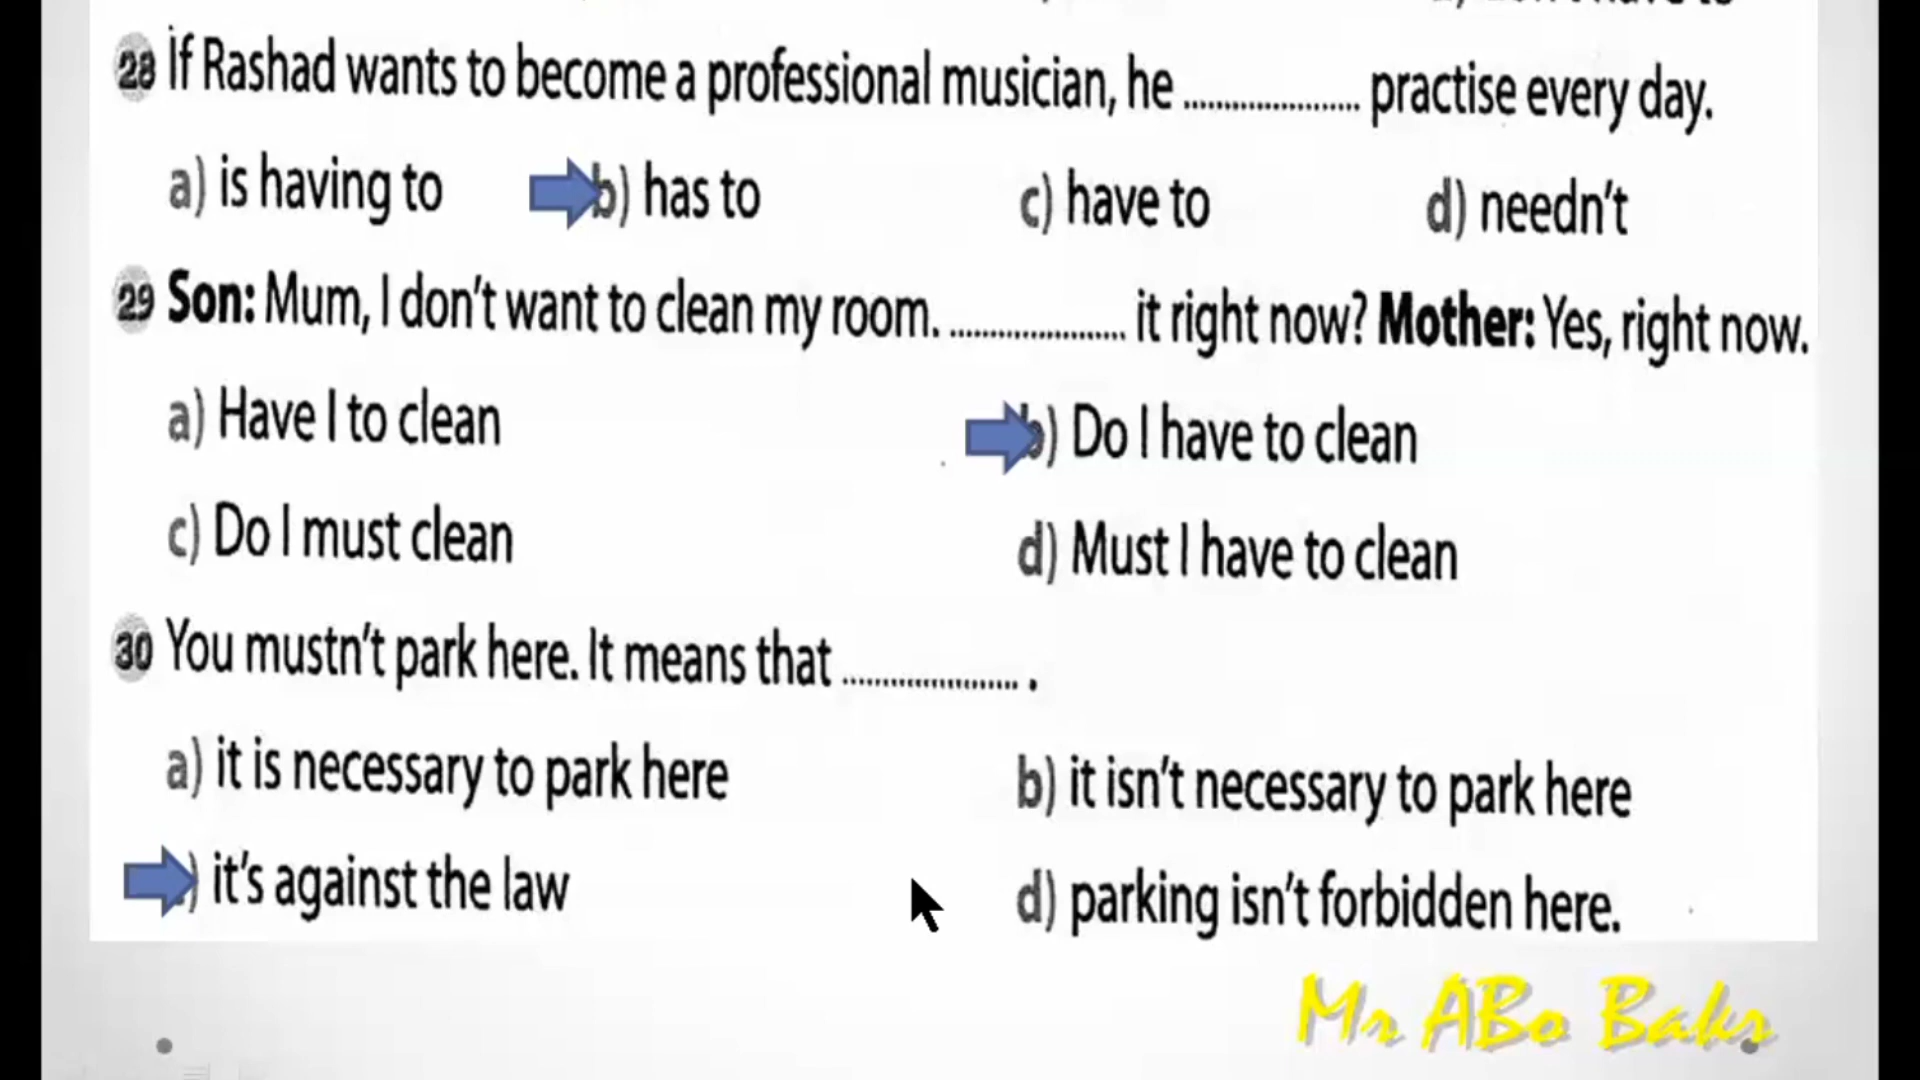 28 If Rashad wants to become a professional musician, he ...................... practise every day.
a) is having to b) has to c) have to d) needn't
29 Son: Mum, I don't want to clean my room. ...................... it right now? Mother: Yes, right now.
a) Have I to clean b) Do I have to clean
c) Do I must clean d) Must I have to clean
30 You mustn't park here. It means that ...................... .
a) it is necessary to park here b) it isn't necessary to park here
) it's against the law d) parking isn't forbidden here.
Mr ABo Bakr